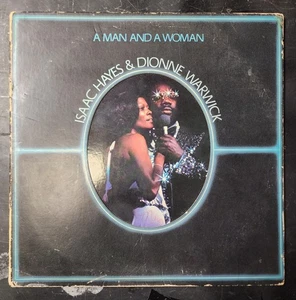 A MAN AND A WOMAN
ISAAC HAYES & DIONNE WARWICK